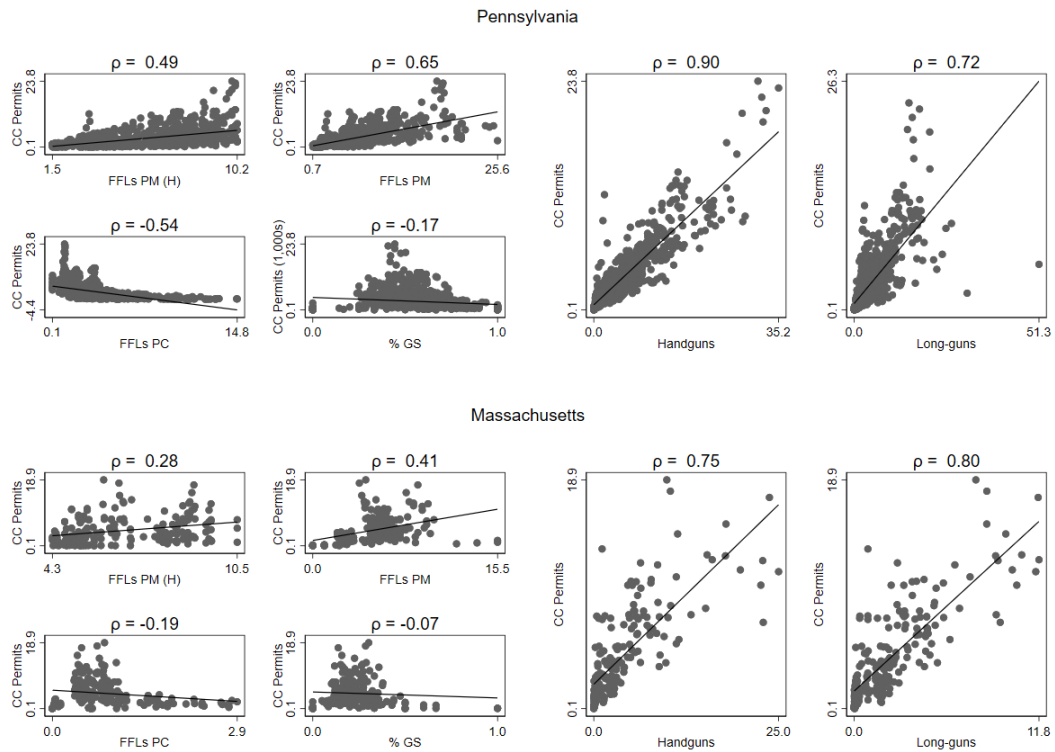 Pennsylvania
ρ = 0.49
CC Permits
23.8
0.1
1.5
10.2
FFLs PM (H)
ρ = 0.65
CC Permits
23.8
0.1
0.7
25.6
FFLs PM
ρ = -0.54
CC Permits
23.8
-4.4
0.1
14.8
FFLs PC
ρ = -0.17
CC Permits (1,000s)
23.8
0.1
0.0
1.0
% GS
ρ = 0.90
CC Permits
23.8
0.1
0.0
35.2
Handguns
ρ = 0.72
CC Permits
26.3
0.1
0.0
51.3
Long-guns
Massachusetts
ρ = 0.28
CC Permits
18.9
0.1
4.3
10.5
FFLs PM (H)
ρ = 0.41
CC Permits
18.9
0.1
0.0
15.5
FFLs PM
ρ = -0.19
CC Permits
18.9
0.1
0.0
2.9
FFLs PC
ρ = -0.07
CC Permits
18.9
0.1
0.0
1.0
% GS
ρ = 0.75
CC Permits
18.9
0.1
0.0
25.0
Handguns
ρ = 0.80
CC Permits
18.9
0.1
0.0
11.8
Long-guns